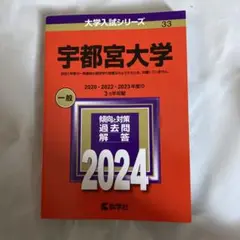 大学入試シリーズ
33
宇都宮大学
2020・2022・2023年度の
3カ年収載
一般
傾向と対策
過去問
解答
2024
教学社